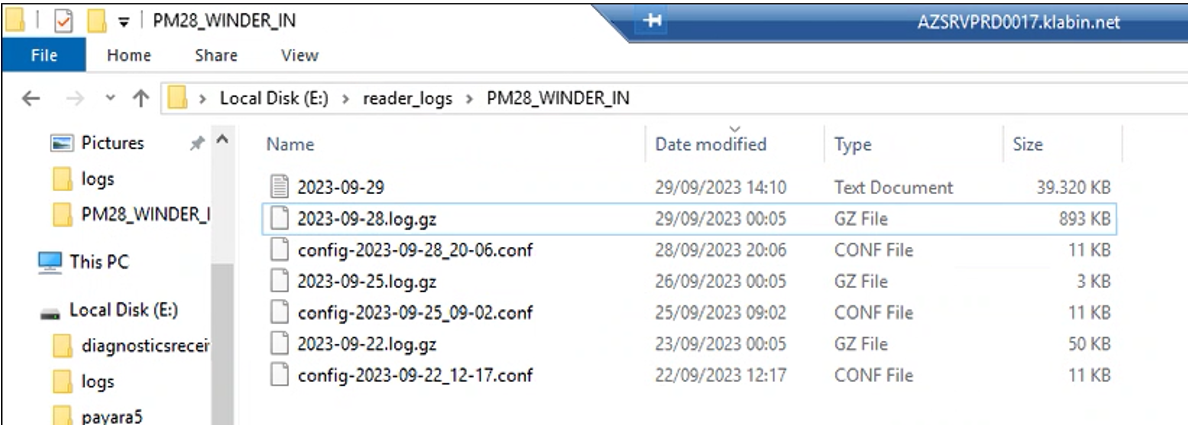 PM28_WINDER_IN
AZSRVPRD0017.klabin.net
File Home Share View
Local Disk (E:) reader_logs PM28_WINDER_IN
Pictures
logs
PM28_WINDER_I
This PC
Local Disk (E:)
diagnosticsrecei
logs
payara5
Name Date modified Type Size
2023-09-29 29/09/2023 14:10 Text Document 39.320 KB
2023-09-28.log.gz 29/09/2023 00:05 GZ File 893 KB
config-2023-09-28_20-06.conf 28/09/2023 20:06 CONF File 11 KB
2023-09-25.log.gz 26/09/2023 00:05 GZ File 3 KB
config-2023-09-25_09-02.conf 25/09/2023 09:02 CONF File 11 KB
2023-09-22.log.gz 23/09/2023 00:05 GZ File 50 KB
config-2023-09-22_12-17.conf 22/09/2023 12:17 CONF File 11 KB